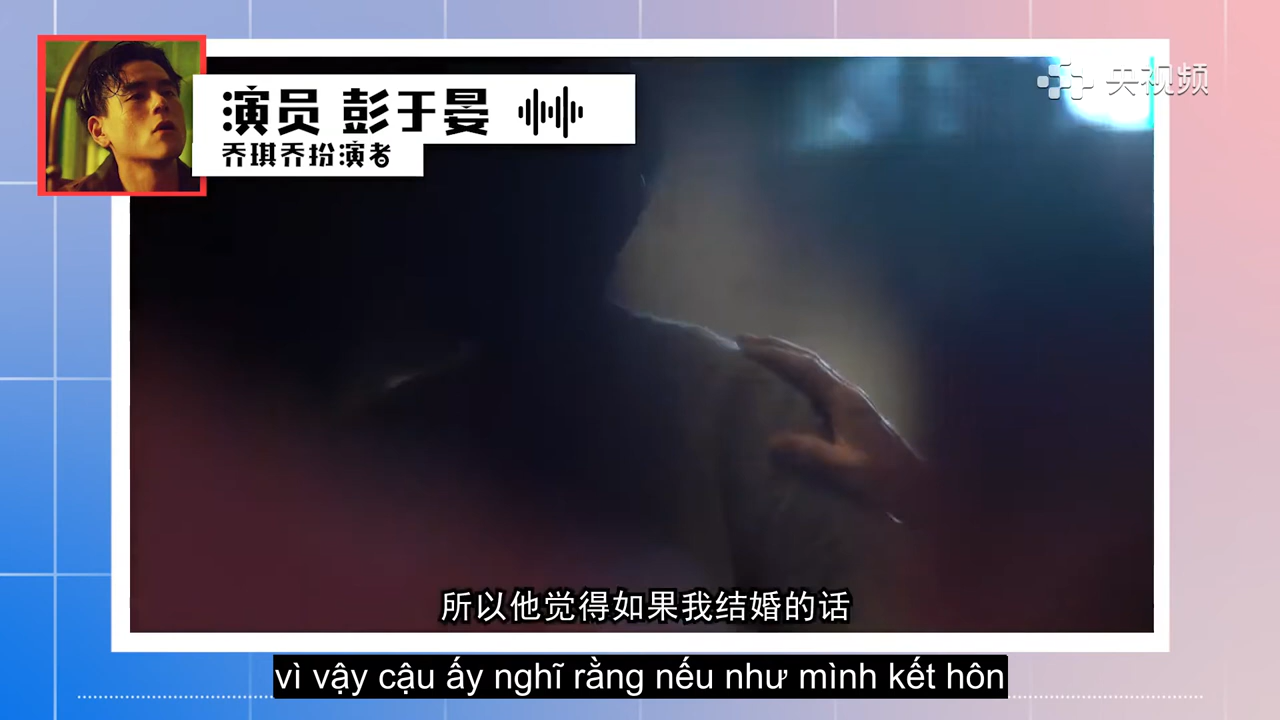 央视频
演员 彭于晏
乔琪乔扮演者
所以他觉得如果我结婚的话
vì vậy cậu ấy nghĩ rằng nếu như mình kết hôn